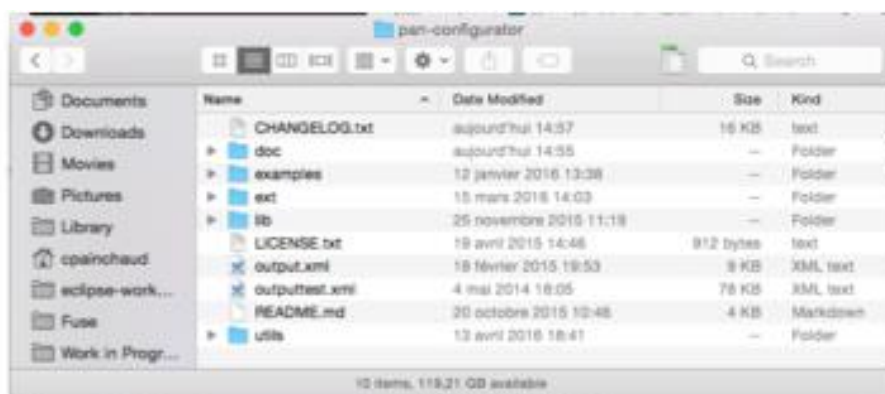 pan-configurator
Search
Documents
Downloads
Movies
Pictures
Library
cpainchaud
eclipse-work...
Fuse
Work in Progr...
Name Date Modified Size Kind
CHANGELOG.txt aujourd'hui 14:57 16 KB text
doc aujourd'hui 14:55 -- Folder
examples 12 janvier 2016 13:38 -- Folder
ext 15 mars 2016 14:03 -- Folder
lib 25 novembre 2015 11:19 -- Folder
LICENSE.txt 19 avril 2015 14:46 912 bytes text
output.xml 18 février 2015 19:53 9 KB XML text
outputtest.xml 4 mai 2014 18:05 78 KB XML text
README.md 20 octobre 2015 10:46 4 KB Markdown
utils 13 avril 2016 18:41 -- Folder
10 items, 119,21 GB available